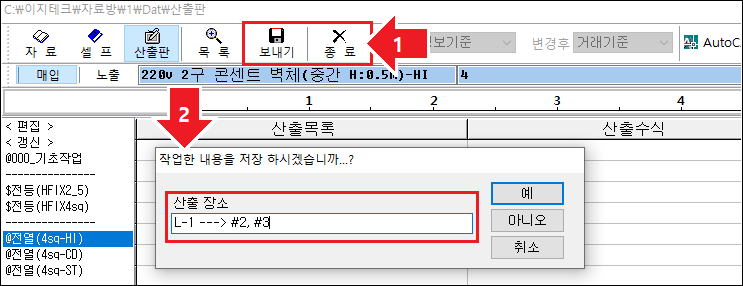 C:₩이지테크₩자료방₩1₩Dat₩산출판
자 료 셀 프 산출판 목 록 보내기 종 료 1 보기준 변경후 거래기준 AutoC
매입 노출 220v 2구 콘센트 벽체(중간 H:0.5M)-HI 4
1 2 3 4
2
< 편집 > 산출목록 산출수식
< 갱신 >
@000_기초작업
---------------
$전등(HFIX2_5)
$전등(HFIX4sq)
---------------
@전열(4sq-HI)
@전열(4sq-CD)
@전열(4sq-ST)
작업한 내용을 저장 하시겠습니까...?
산출 장소
L-1 ---> #2, #3
예
아니오
취소